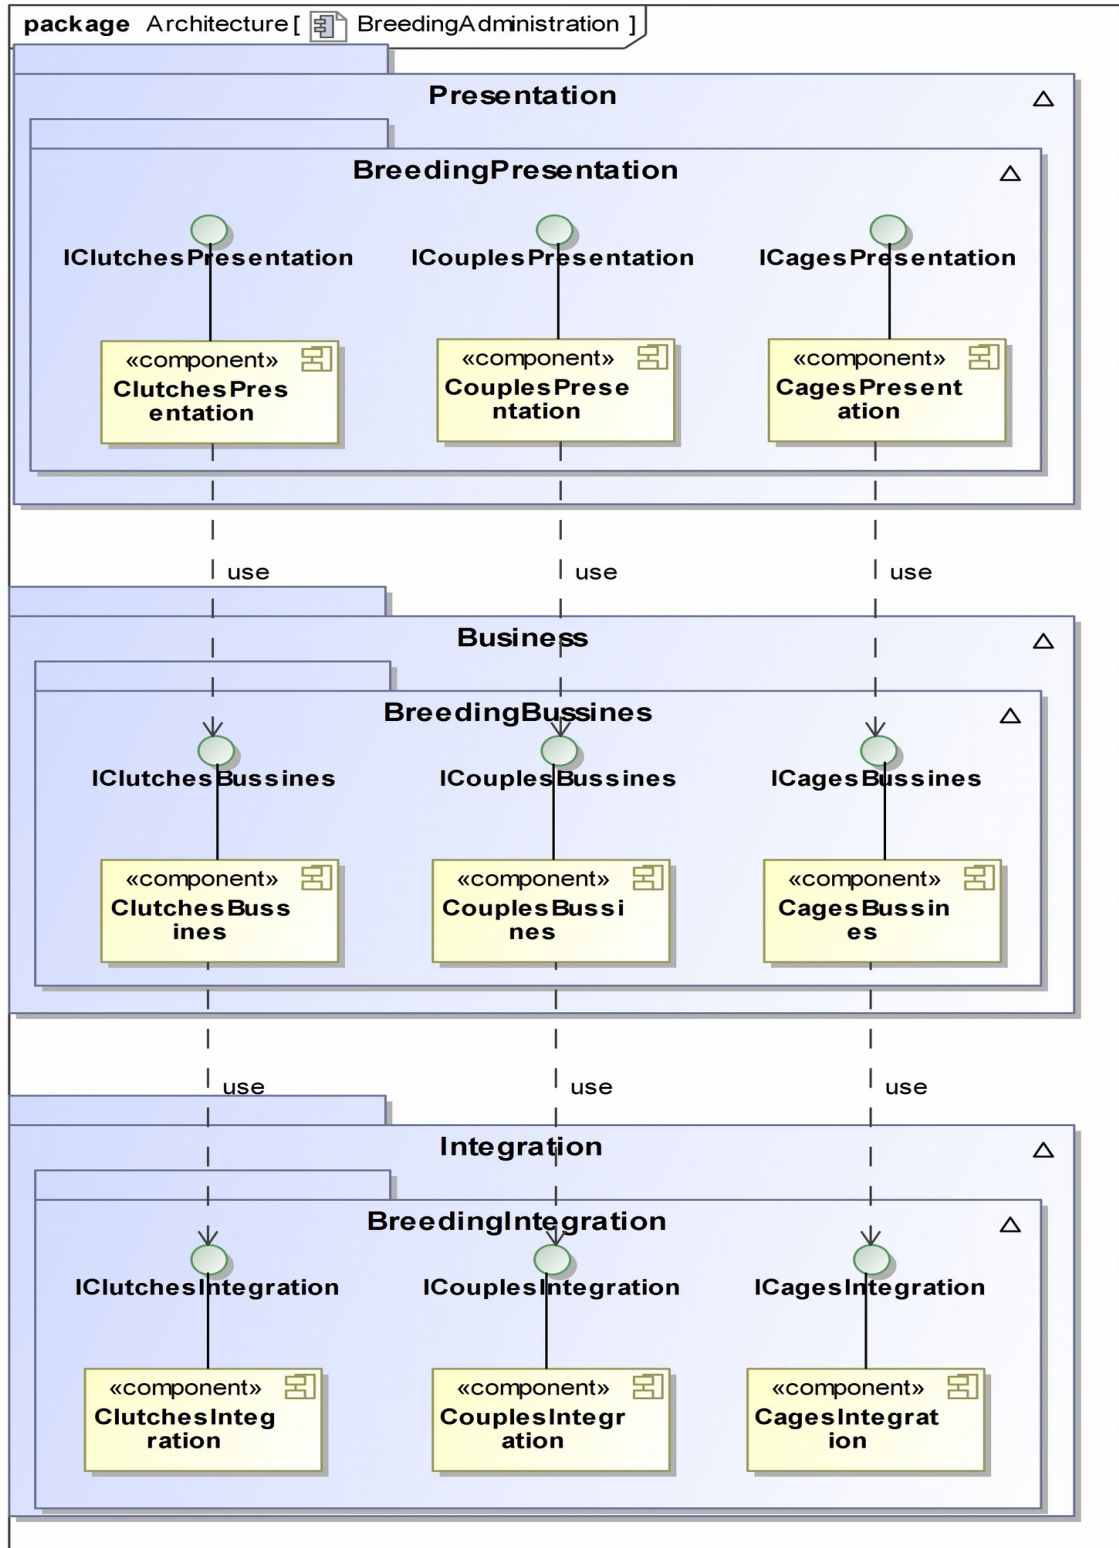 package Architecture [ BreedingAdministration ]
Presentation
BreedingPresentation
IClutchesPresentation ICouplesPresentation ICagesPresentation
«component» «component» «component»
ClutchesPres CouplesPrese CagesPresent
entation ntation ation
use use use
Business
BreedingBussines
IClutchesBussines ICouplesBussines ICagesBussines
«component» «component» «component»
ClutchesBuss CouplesBussi CagesBussin
ines nes es
use use use
Integration
BreedingIntegration
IClutchesIntegration ICouplesIntegration ICagesIntegration
«component» «component» «component»
ClutchesInteg CouplesIntegr CagesIntegrat
ration ation ion